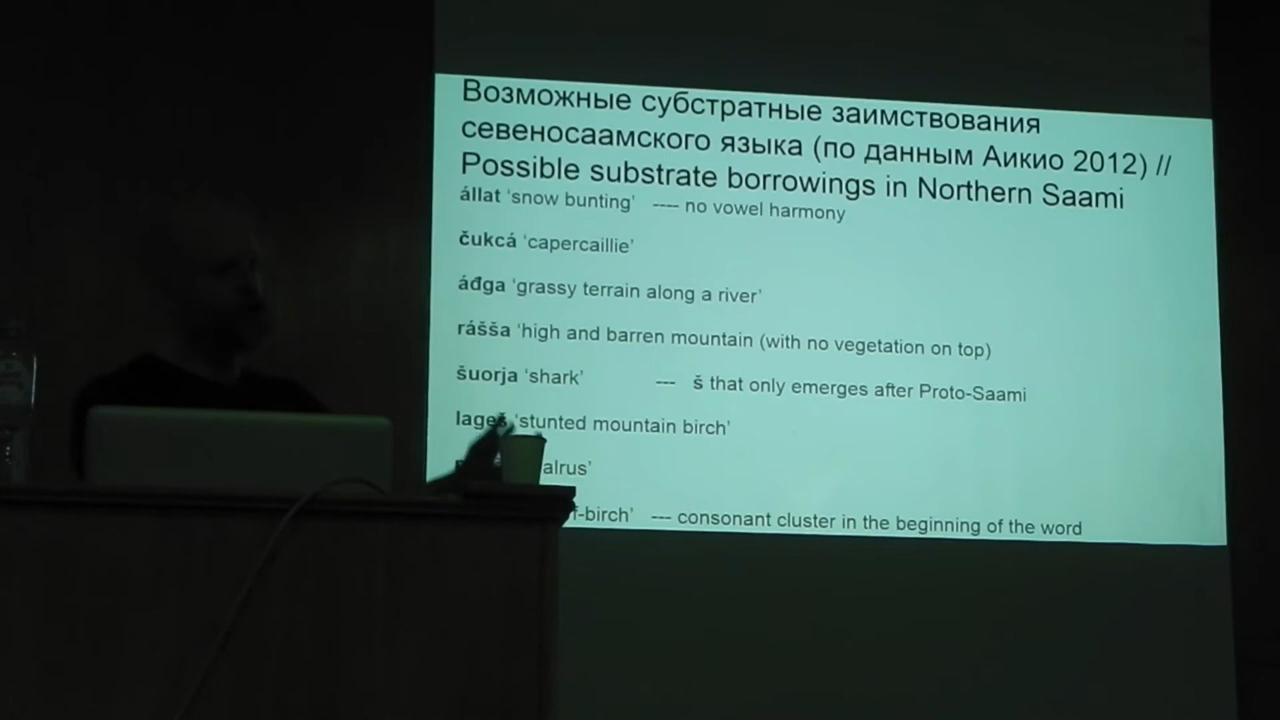 Возможные субстратные заимствования
севеносаамского языка (по данным Аикио 2012) //
Possible substrate borrowings in Northern Saami
állat ‘snow bunting’ ---- no vowel harmony
čukcá ‘capercaillie’
áđga ‘grassy terrain along a river’
rášša ‘high and barren mountain (with no vegetation on top)
šuorja ‘shark’ --- š that only emerges after Proto-Saami
lageš ‘stunted mountain birch’
alrus’
f-birch’ --- consonant cluster in the beginning of the word